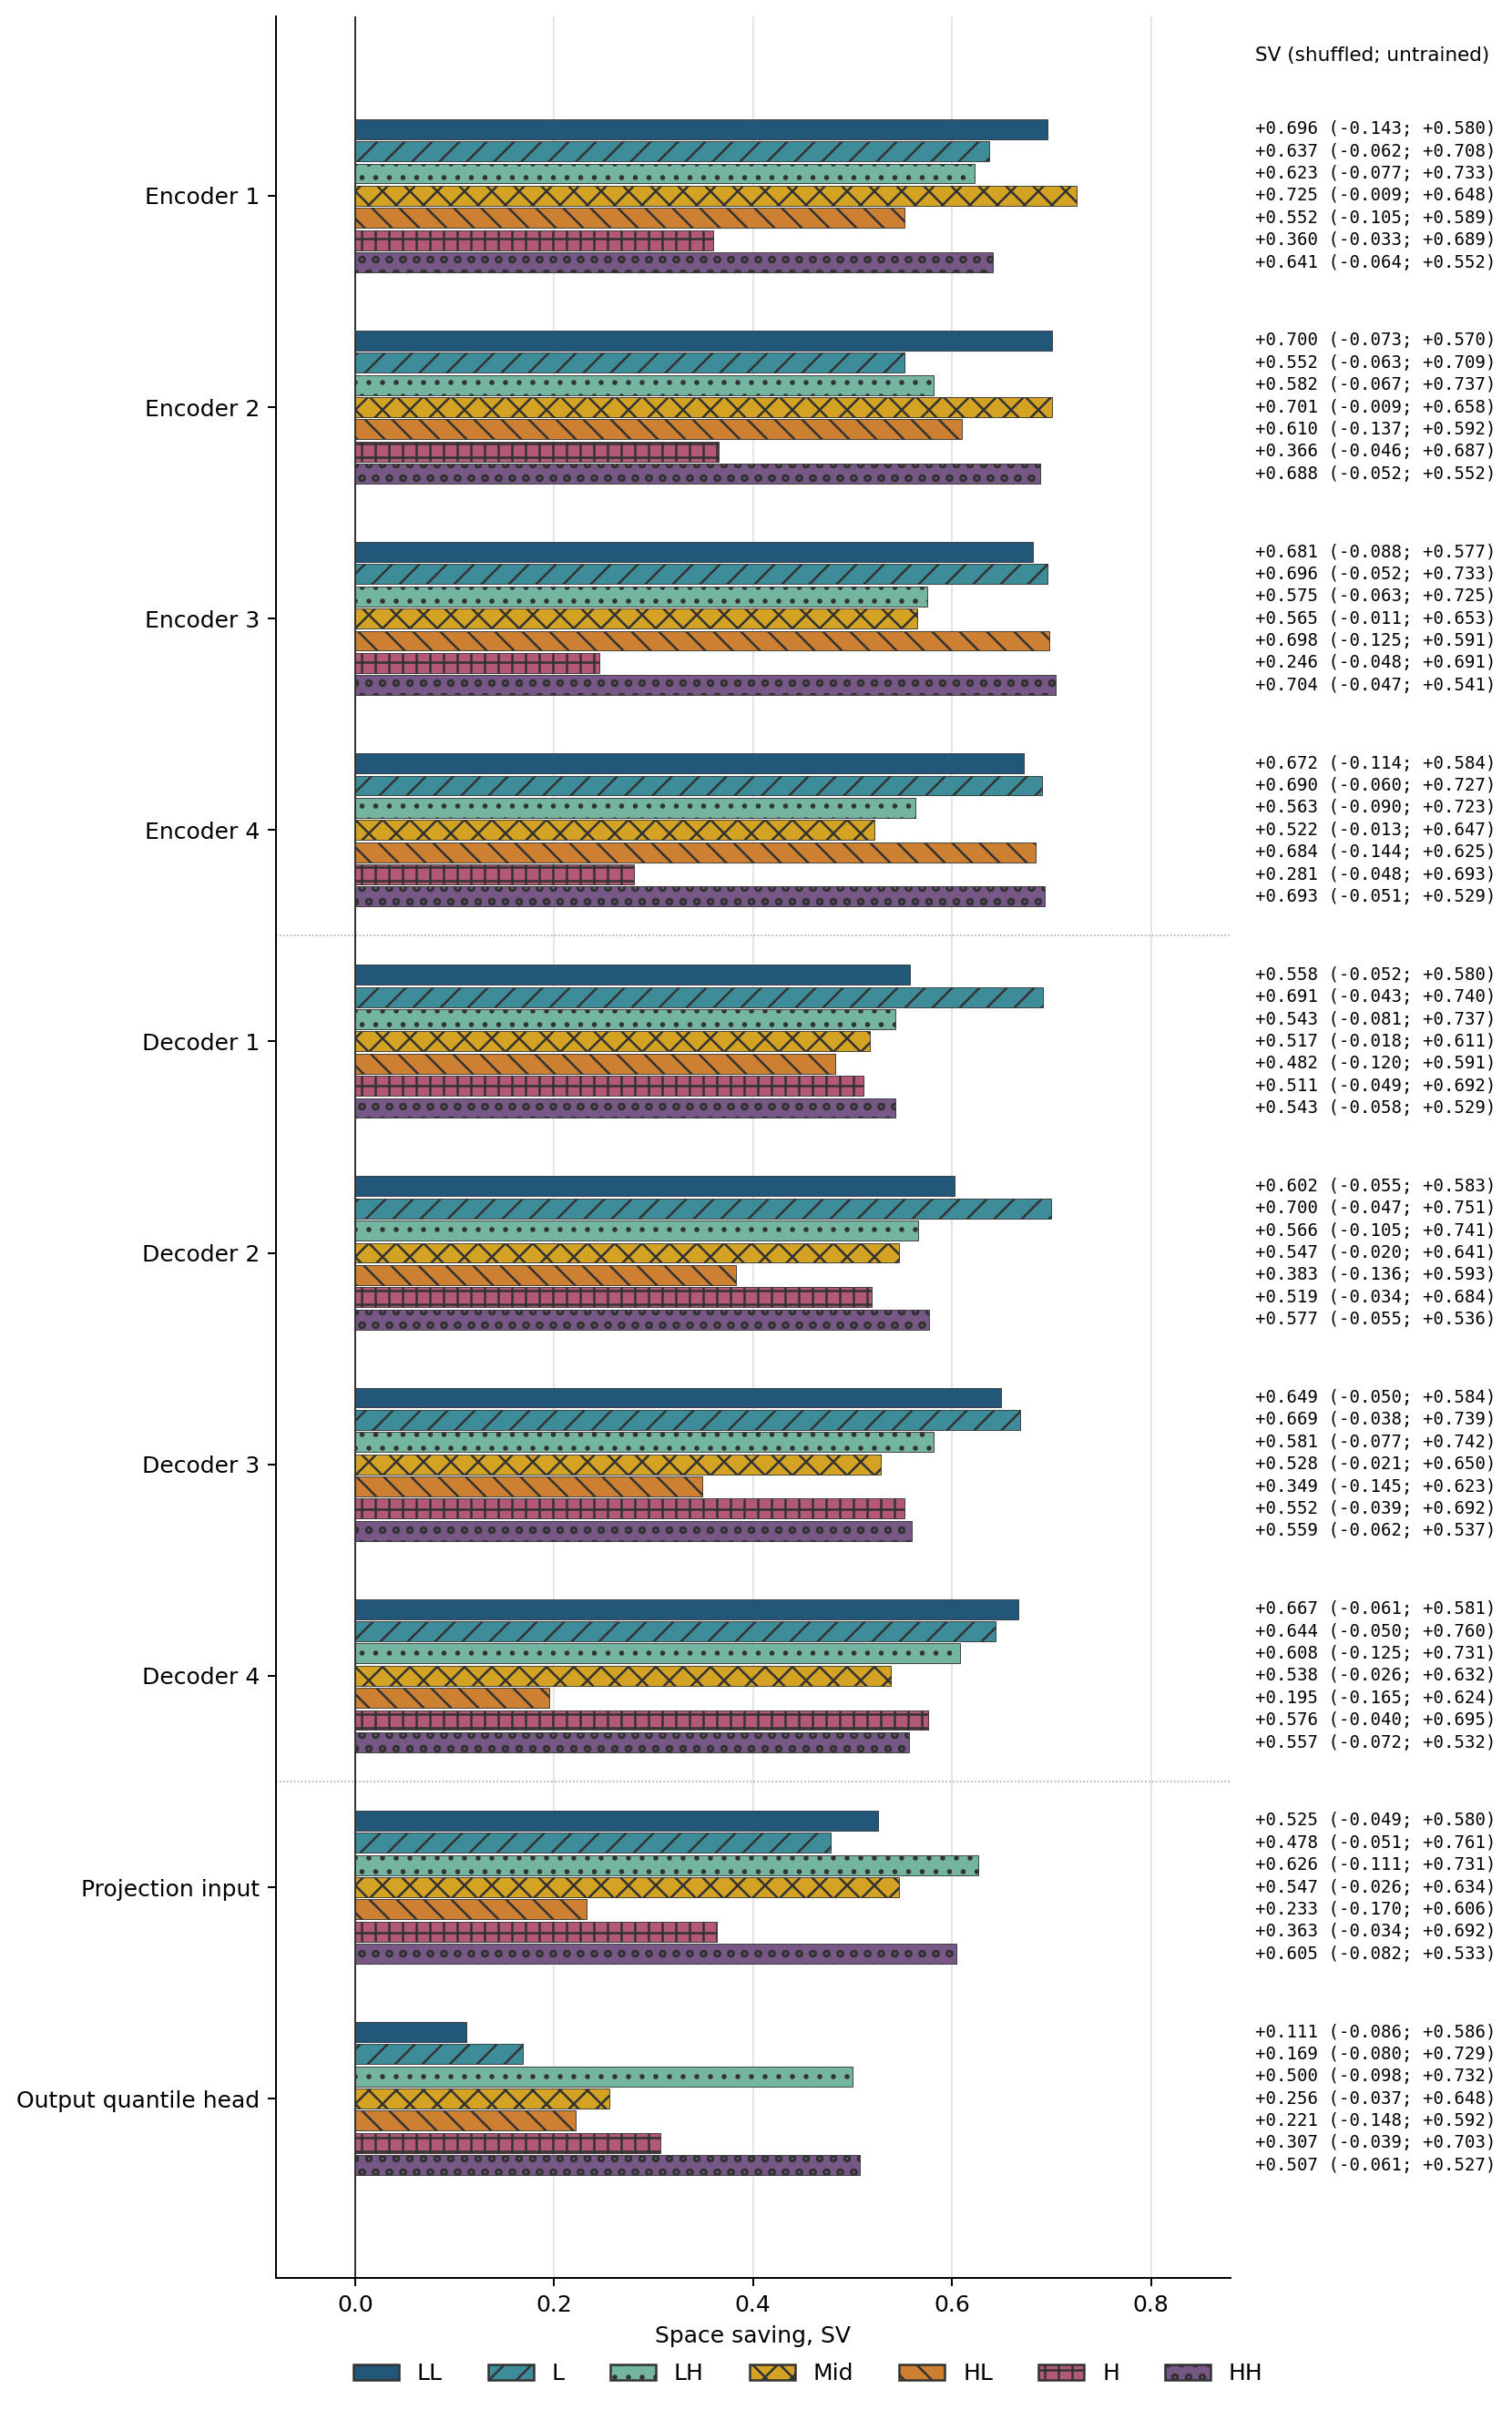 SV (shuffled; untrained)
Encoder 1
+0.696 (-0.143; +0.580)
+0.637 (-0.062; +0.708)
+0.623 (-0.077; +0.733)
+0.725 (-0.009; +0.648)
+0.552 (-0.105; +0.589)
+0.360 (-0.033; +0.689)
+0.641 (-0.064; +0.552)
Encoder 2
+0.700 (-0.073; +0.570)
+0.552 (-0.063; +0.709)
+0.582 (-0.067; +0.737)
+0.701 (-0.009; +0.658)
+0.610 (-0.137; +0.592)
+0.366 (-0.046; +0.687)
+0.688 (-0.052; +0.552)
Encoder 3
+0.681 (-0.088; +0.577)
+0.696 (-0.052; +0.733)
+0.575 (-0.063; +0.725)
+0.565 (-0.011; +0.653)
+0.698 (-0.125; +0.591)
+0.246 (-0.048; +0.691)
+0.704 (-0.047; +0.541)
Encoder 4
+0.672 (-0.114; +0.584)
+0.690 (-0.060; +0.727)
+0.563 (-0.090; +0.723)
+0.522 (-0.013; +0.647)
+0.684 (-0.144; +0.625)
+0.281 (-0.048; +0.693)
+0.693 (-0.051; +0.529)
Decoder 1
+0.558 (-0.052; +0.580)
+0.691 (-0.043; +0.740)
+0.543 (-0.081; +0.737)
+0.517 (-0.018; +0.611)
+0.482 (-0.120; +0.591)
+0.511 (-0.049; +0.692)
+0.543 (-0.058; +0.529)
Decoder 2
+0.602 (-0.055; +0.583)
+0.700 (-0.047; +0.751)
+0.566 (-0.105; +0.741)
+0.547 (-0.020; +0.641)
+0.383 (-0.136; +0.593)
+0.519 (-0.034; +0.684)
+0.577 (-0.055; +0.536)
Decoder 3
+0.649 (-0.050; +0.584)
+0.669 (-0.038; +0.739)
+0.581 (-0.077; +0.742)
+0.528 (-0.021; +0.650)
+0.349 (-0.145; +0.623)
+0.552 (-0.039; +0.692)
+0.559 (-0.062; +0.537)
Decoder 4
+0.667 (-0.061; +0.581)
+0.644 (-0.050; +0.760)
+0.608 (-0.125; +0.731)
+0.538 (-0.026; +0.632)
+0.195 (-0.165; +0.624)
+0.576 (-0.040; +0.695)
+0.557 (-0.072; +0.532)
Projection input
+0.525 (-0.049; +0.580)
+0.478 (-0.051; +0.761)
+0.626 (-0.111; +0.731)
+0.547 (-0.026; +0.634)
+0.233 (-0.170; +0.606)
+0.363 (-0.034; +0.692)
+0.605 (-0.082; +0.533)
Output quantile head
+0.111 (-0.086; +0.586)
+0.169 (-0.080; +0.729)
+0.500 (-0.098; +0.732)
+0.256 (-0.037; +0.648)
+0.221 (-0.148; +0.592)
+0.307 (-0.039; +0.703)
+0.507 (-0.061; +0.527)
0.0 0.2 0.4 0.6 0.8
Space saving, SV
LL L LH Mid HL H HH